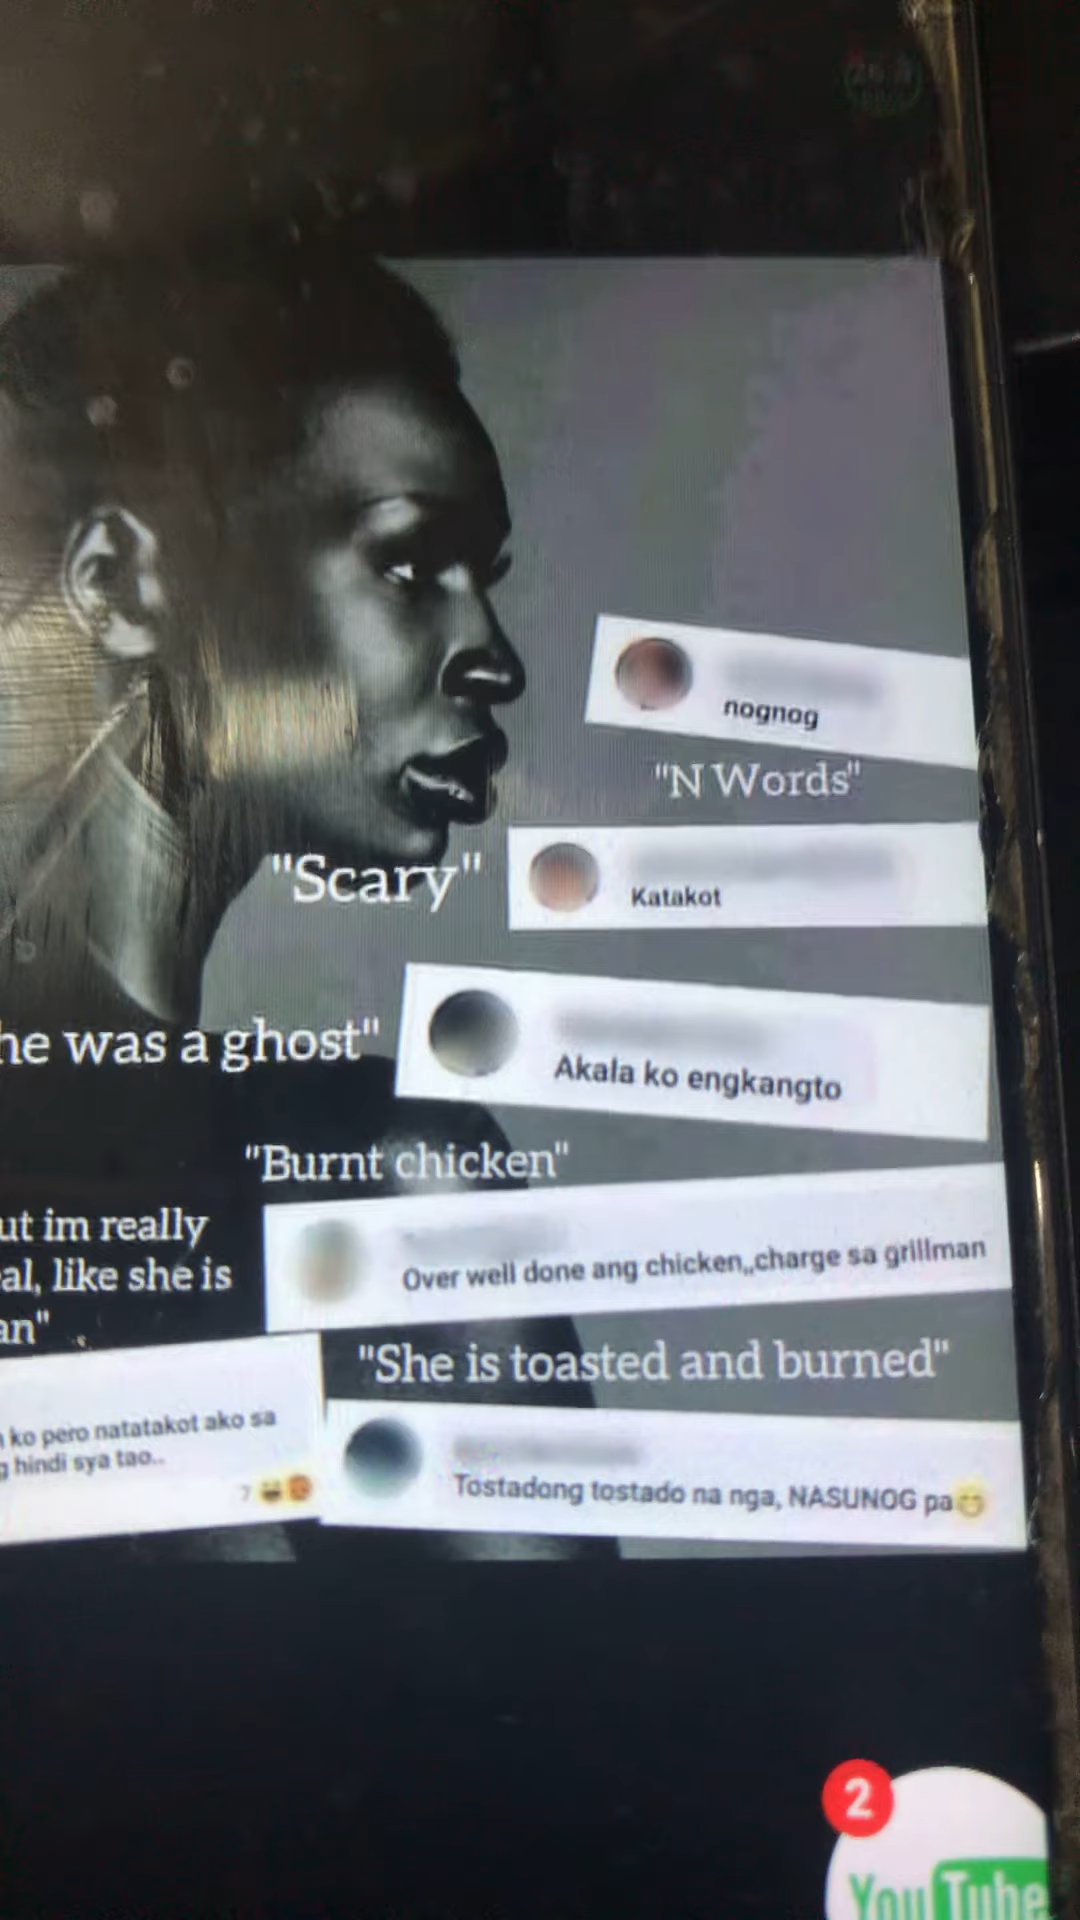 nognog
"N Words"
"Scary"
Katakot
he was a ghost"
Akala ko engkangto
"Burnt chicken"
Over well done ang chicken,,charge sa grillman
ut im really
al, like she is
an"
"She is toasted and burned"
ko pero natatakot ako sa
hindi sya tao..
7
Tostadong tostado na nga, NASUNOG pa
2
YouTube